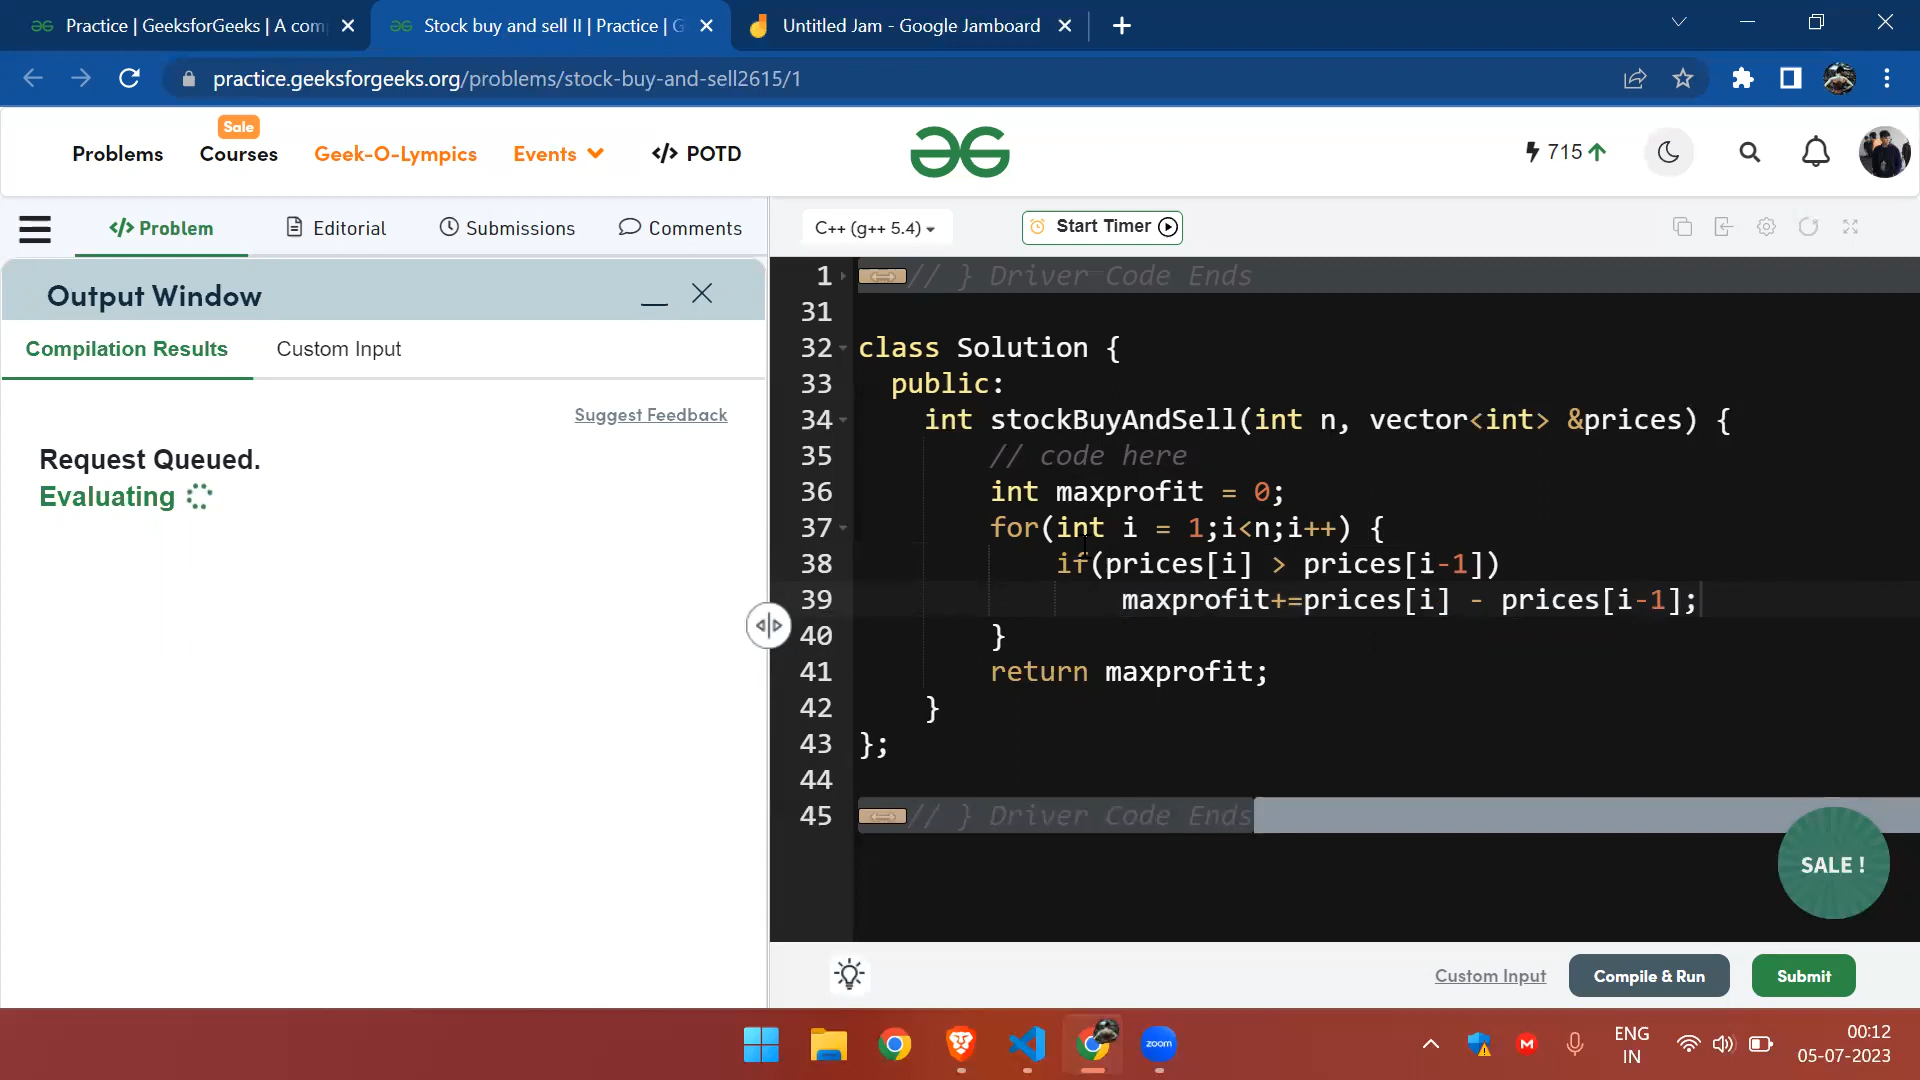 Practice | GeeksforGeeks | A com
Stock buy and sell II | Practice | G
Untitled Jam - Google Jamboard
practice.geeksforgeeks.org/problems/stock-buy-and-sell2615/1
Problems
Sale
Courses
Geek-O-Lympics
Events
</> POTD
715
</> Problem
Editorial
Submissions
Comments
C++ (g++ 5.4)
Start Timer
Output Window
Compilation Results
Custom Input
Suggest Feedback
Request Queued.
Evaluating
1 // } Driver Code Ends
31
32 class Solution {
33 public:
34 int stockBuyAndSell(int n, vector<int> &prices) {
35 // code here
36 int maxprofit = 0;
37 for(int i = 1;i<n;i++) {
38 if(prices[i] > prices[i-1])
39 maxprofit+=prices[i] - prices[i-1];
40 }
41 return maxprofit;
42 }
43 };
44
45 // } Driver Code Ends
SALE !
Custom Input
Compile & Run
Submit
zoom
M
ENG
IN
00:12
05-07-2023